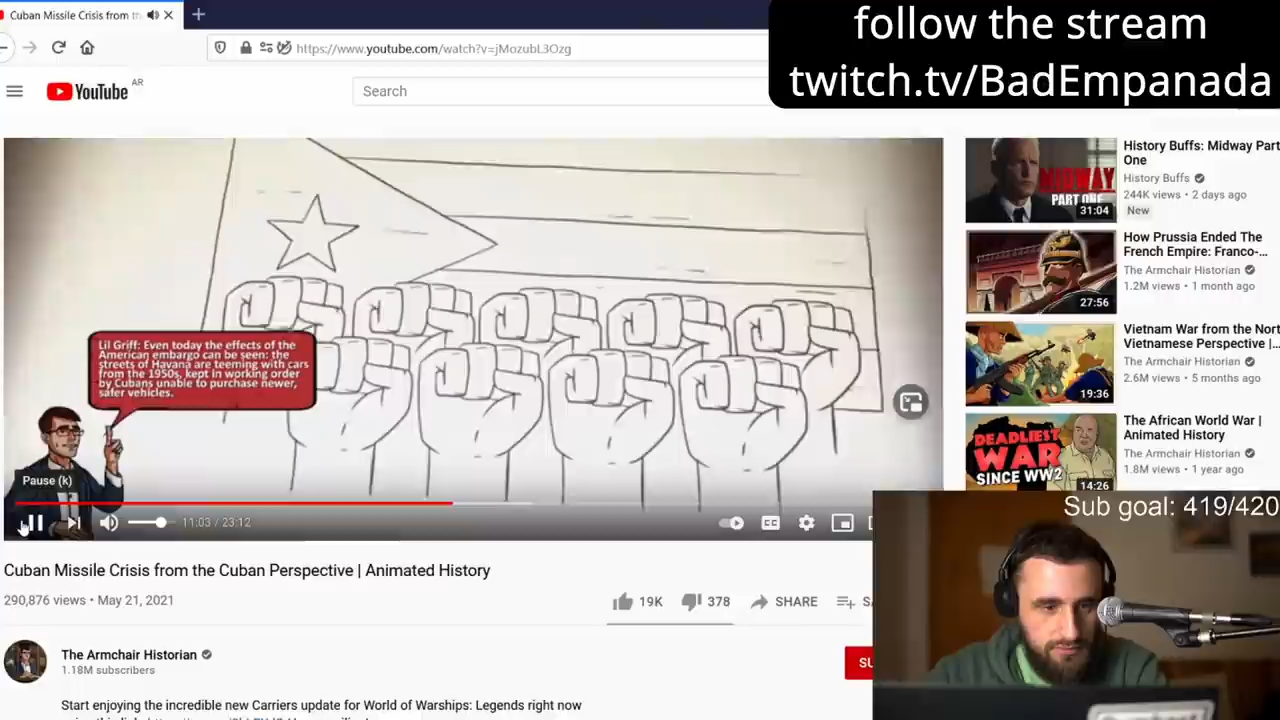 Cuban Missile Crisis from th
follow the stream
twitch.tv/BadEmpanada
https://www.youtube.com/watch?v=jMozubL3Ozg
YouTube AR
Search
Lil Griff: Even today the effects of the
American embargo can be seen: the
streets of Havana are teeming with cars
from the 1950s, kept in working order
by Cubans unable to purchase newer,
safer vehicles.
Pause (k)
11:03 / 23:12
CC
Cuban Missile Crisis from the Cuban Perspective | Animated History
290,876 views • May 21, 2021
19K
378
SHARE
SA
The Armchair Historian
1.18M subscribers
SU
Start enjoying the incredible new Carriers update for World of Warships: Legends right now
MIDWAY
PART ONE
31:04
History Buffs: Midway Part
One
History Buffs
244K views • 2 days ago
New
27:56
How Prussia Ended The
French Empire: Franco-...
The Armchair Historian
1.2M views • 1 month ago
19:36
Vietnam War from the Nort
Vietnamese Perspective |...
The Armchair Historian
2.6M views • 5 months ago
DEADLIEST
WAR
SINCE WW2
14:26
The African World War |
Animated History
The Armchair Historian
1.8M views • 1 year ago
Sub goal: 419/420